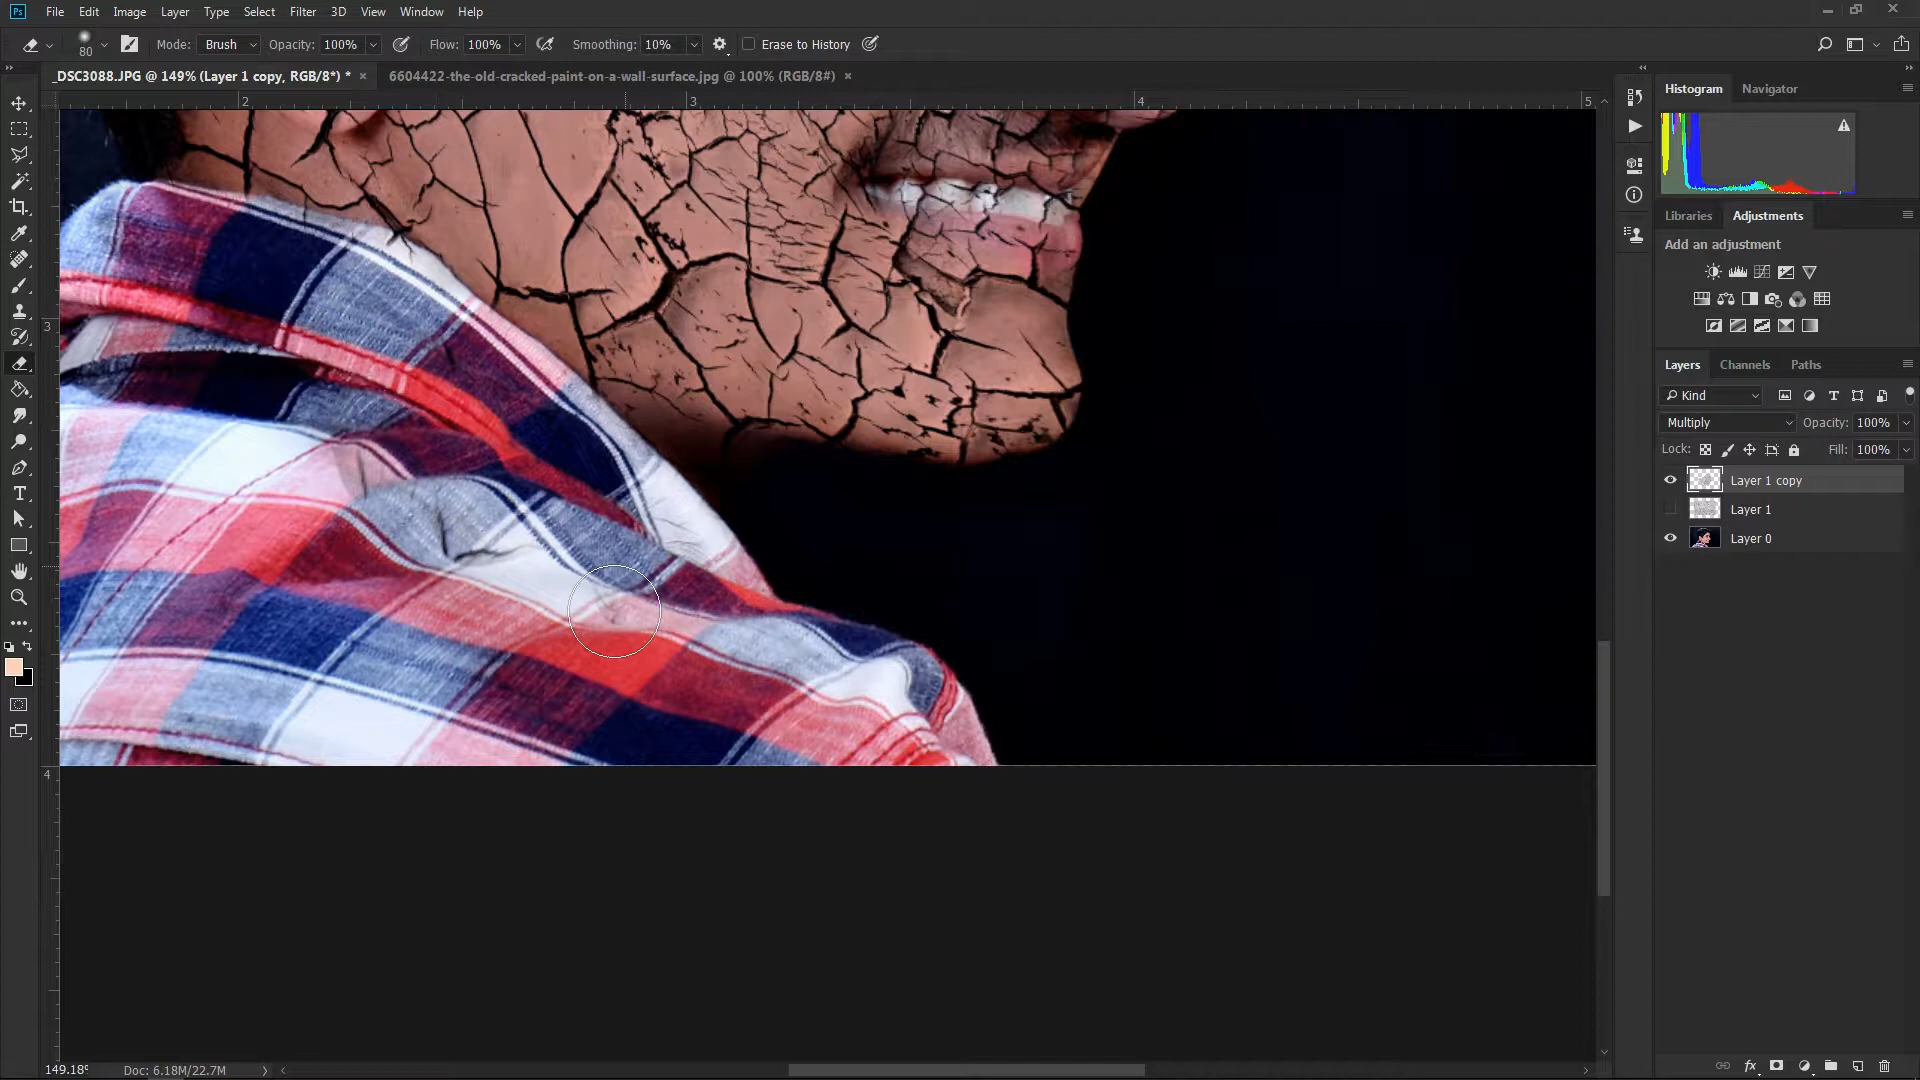 Ps File Edit Image Layer Type Select Filter 3D View Window Help
80 Mode: Brush Opacity: 100% Flow: 100% Smoothing: 10% Erase to History
_DSC3088.JPG @ 149% (Layer 1 copy, RGB/8*) * × 6604422-the-old-cracked-paint-on-a-wall-surface.jpg @ 100% (RGB/8#) ×
2 3 4 5
3
4
Histogram Navigator
Libraries Adjustments
Add an adjustment
Layers Channels Paths
Kind
Multiply Opacity: 100%
Lock: Fill: 100%
Layer 1 copy
Layer 1
Layer 0
fx
T
149.18% Doc: 6.18M/22.7M